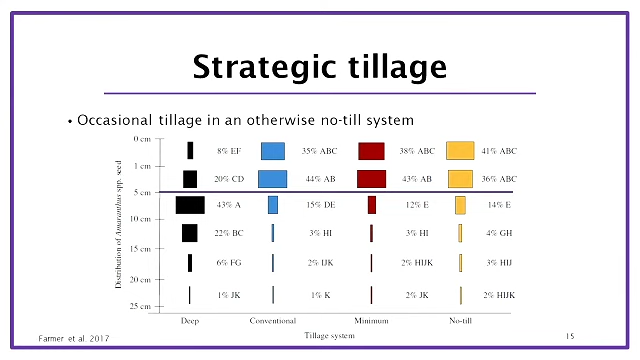 Strategic tillage
• Occasional tillage in an otherwise no-till system
Distribution of Amaranthus spp. seed
0 cm
8% EF 35% ABC 38% ABC 41% ABC
1 cm
20% CD 44% AB 43% AB 36% ABC
5 cm
43% A 15% DE 12% E 14% E
10 cm
22% BC 3% HI 3% HI 4% GH
15 cm
6% FG 2% IJK 2% HIJK 3% HIJ
20 cm
1% JK 1% K 2% JK 2% HIJK
25 cm
Deep Conventional Minimum No-till
Tillage system
Farmer et al. 2017
15